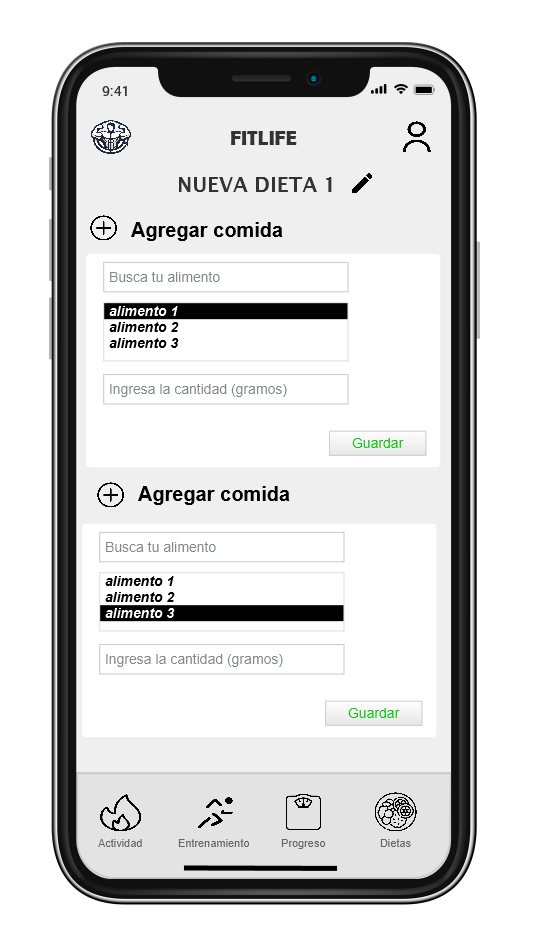 9:41
FITLIFE
NUEVA DIETA 1
Agregar comida
Busca tu alimento
alimento 1
alimento 2
alimento 3
Ingresa la cantidad (gramos)
Guardar
Agregar comida
Busca tu alimento
alimento 1
alimento 2
alimento 3
Ingresa la cantidad (gramos)
Guardar
Actividad Entrenamiento Progreso Dietas